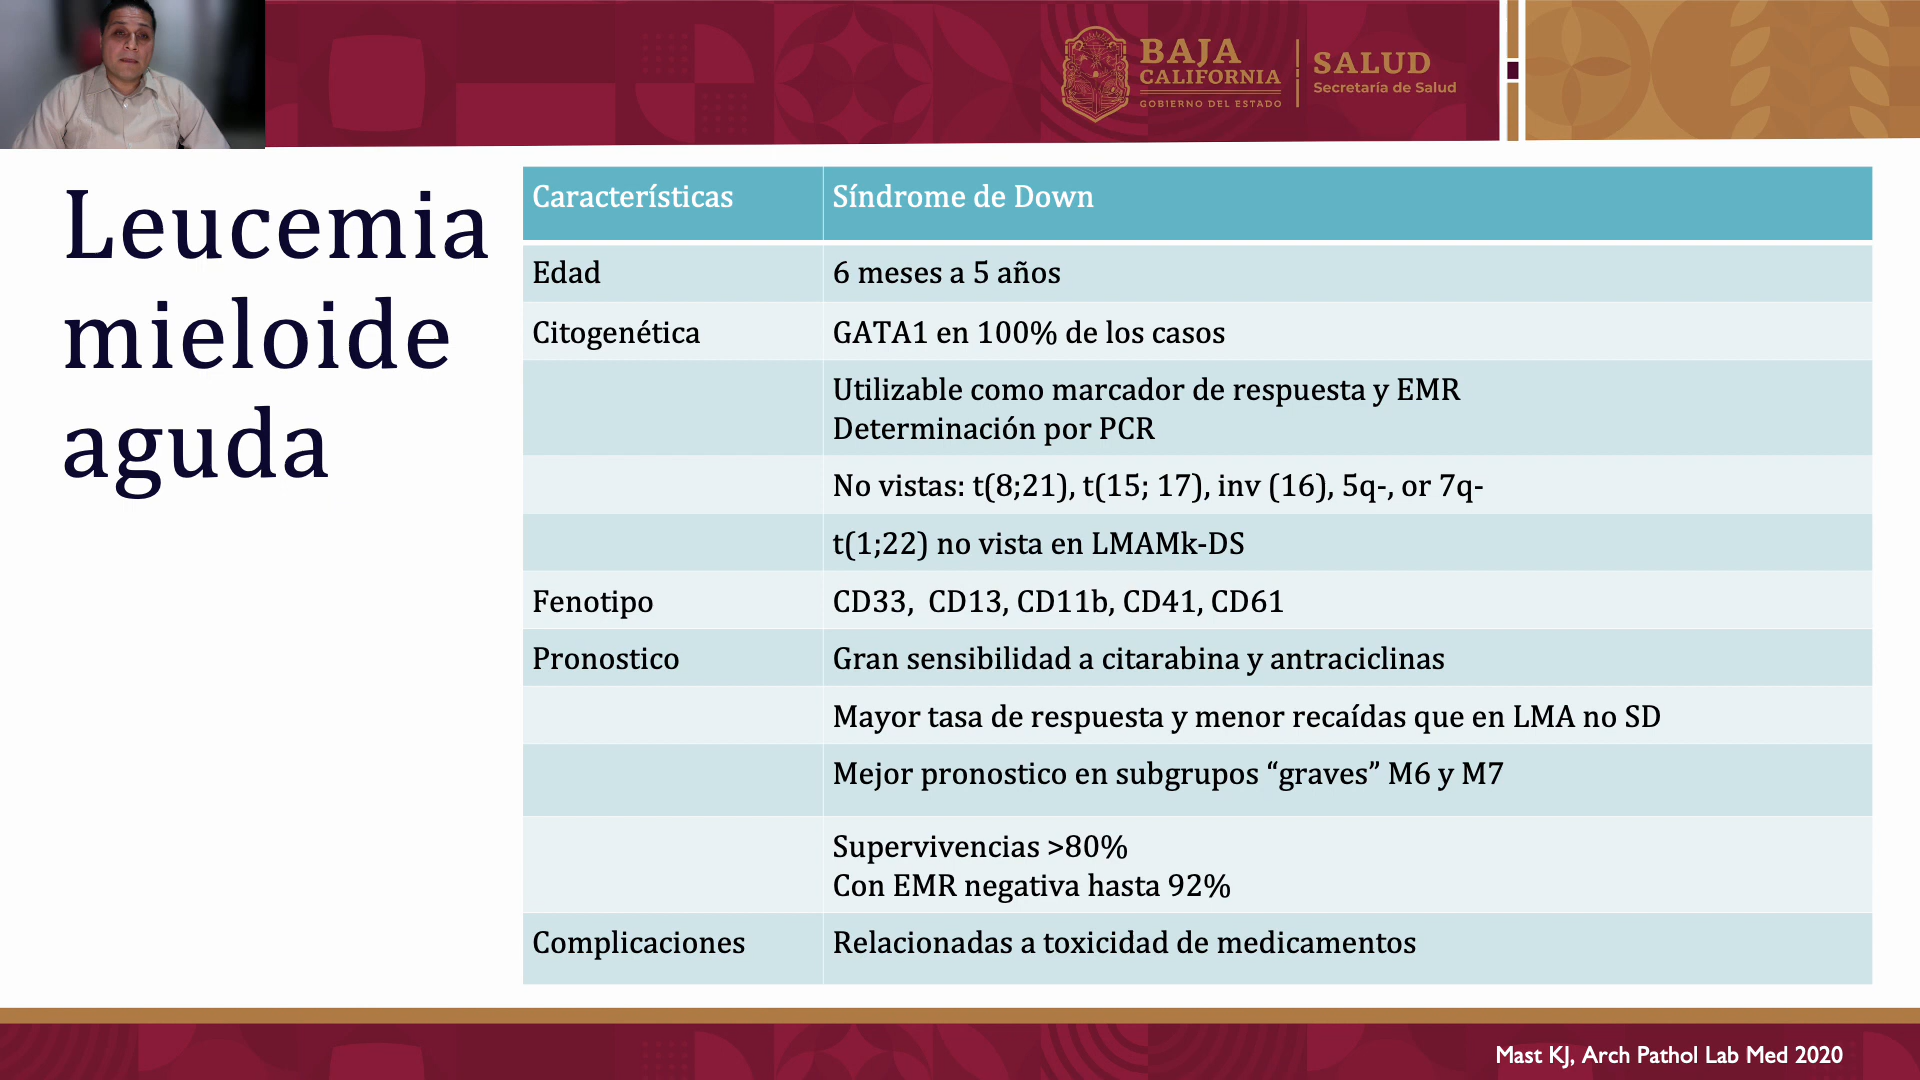 BAJA
CALIFORNIA
GOBIERNO DEL ESTADO
SALUD
Secretaría de Salud
Leucemia
mieloide
aguda
Características Síndrome de Down
Edad 6 meses a 5 años
Citogenética GATA1 en 100% de los casos
Utilizable como marcador de respuesta y EMR
Determinación por PCR
No vistas: t(8;21), t(15; 17), inv (16), 5q-, or 7q-
t(1;22) no vista en LMAMk-DS
Fenotipo CD33, CD13, CD11b, CD41, CD61
Pronostico Gran sensibilidad a citarabina y antraciclinas
Mayor tasa de respuesta y menor recaídas que en LMA no SD
Mejor pronostico en subgrupos “graves” M6 y M7
Supervivencias >80%
Con EMR negativa hasta 92%
Complicaciones Relacionadas a toxicidad de medicamentos
Mast KJ, Arch Pathol Lab Med 2020